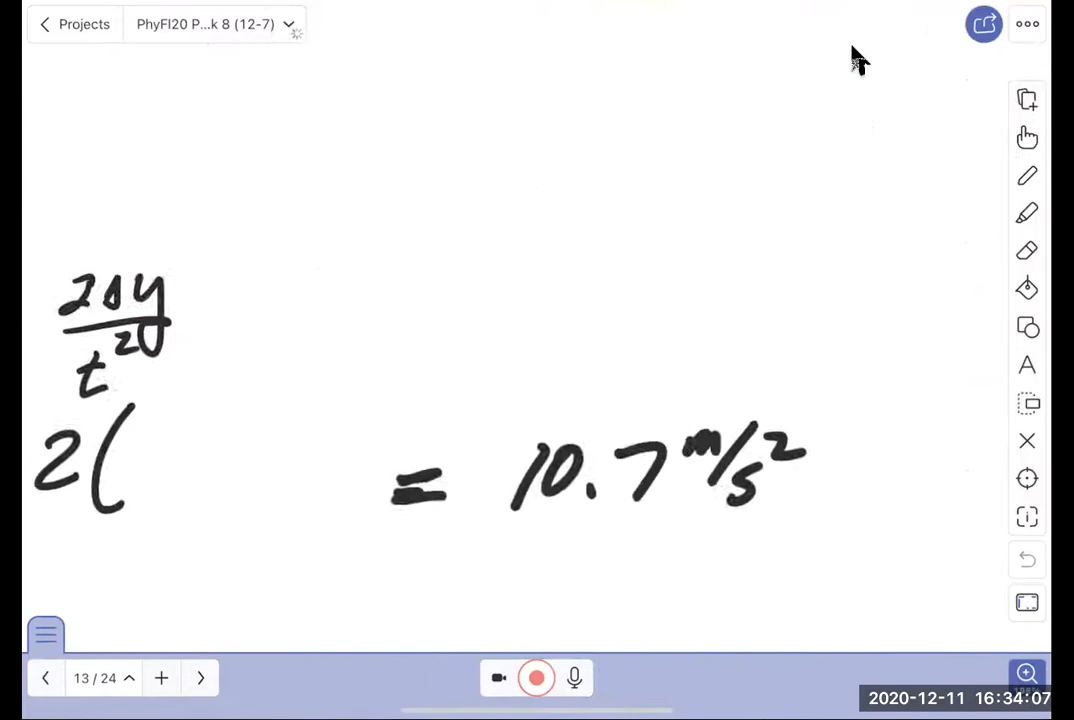 Projects
PhyFl20 P...k 8 (12-7)
2Δy
t²
2(
= 10.7 m/s²
A
13 / 24
2020-12-11 16:34:07